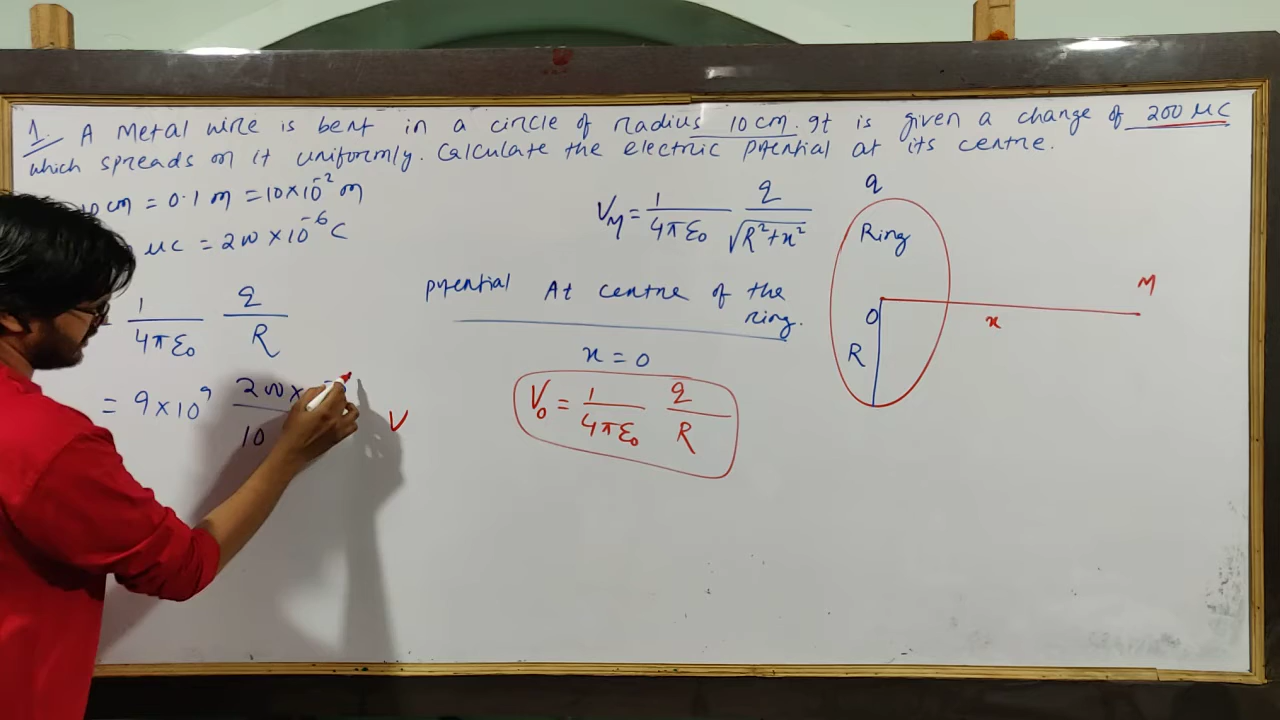 1. A Metal wire is bent in a circle of radius 10 cm. It is given a change of 200 μC
which spreads on it uniformly. Calculate the electric potential at its centre.
10 cm = 0.1 m = 10×10⁻² m
μC = 200 × 10⁻⁶ C
1/4πε₀ q/R
= 9 × 10⁹ 200 × / 10 V
V_M = 1/4πε₀ q/√R²+x²
potential At centre of the
ring.
x = 0
V₀ = 1/4πε₀ q/R
q
Ring
M
O
x
R